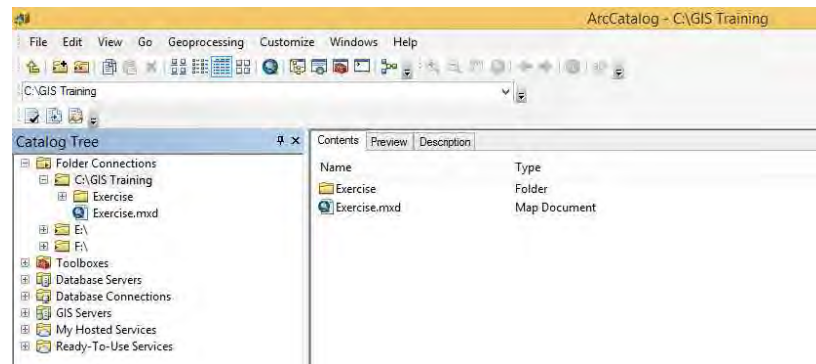 ArcCatalog - C:\GIS Training
File Edit View Go Geoprocessing Customize Windows Help
C:\GIS Training
Catalog Tree
Folder Connections
C:\GIS Training
Exercise
Exercise.mxd
E:\
F:\
Toolboxes
Database Servers
Database Connections
GIS Servers
My Hosted Services
Ready-To-Use Services
Contents Preview Description
Name Type
Exercise Folder
Exercise.mxd Map Document